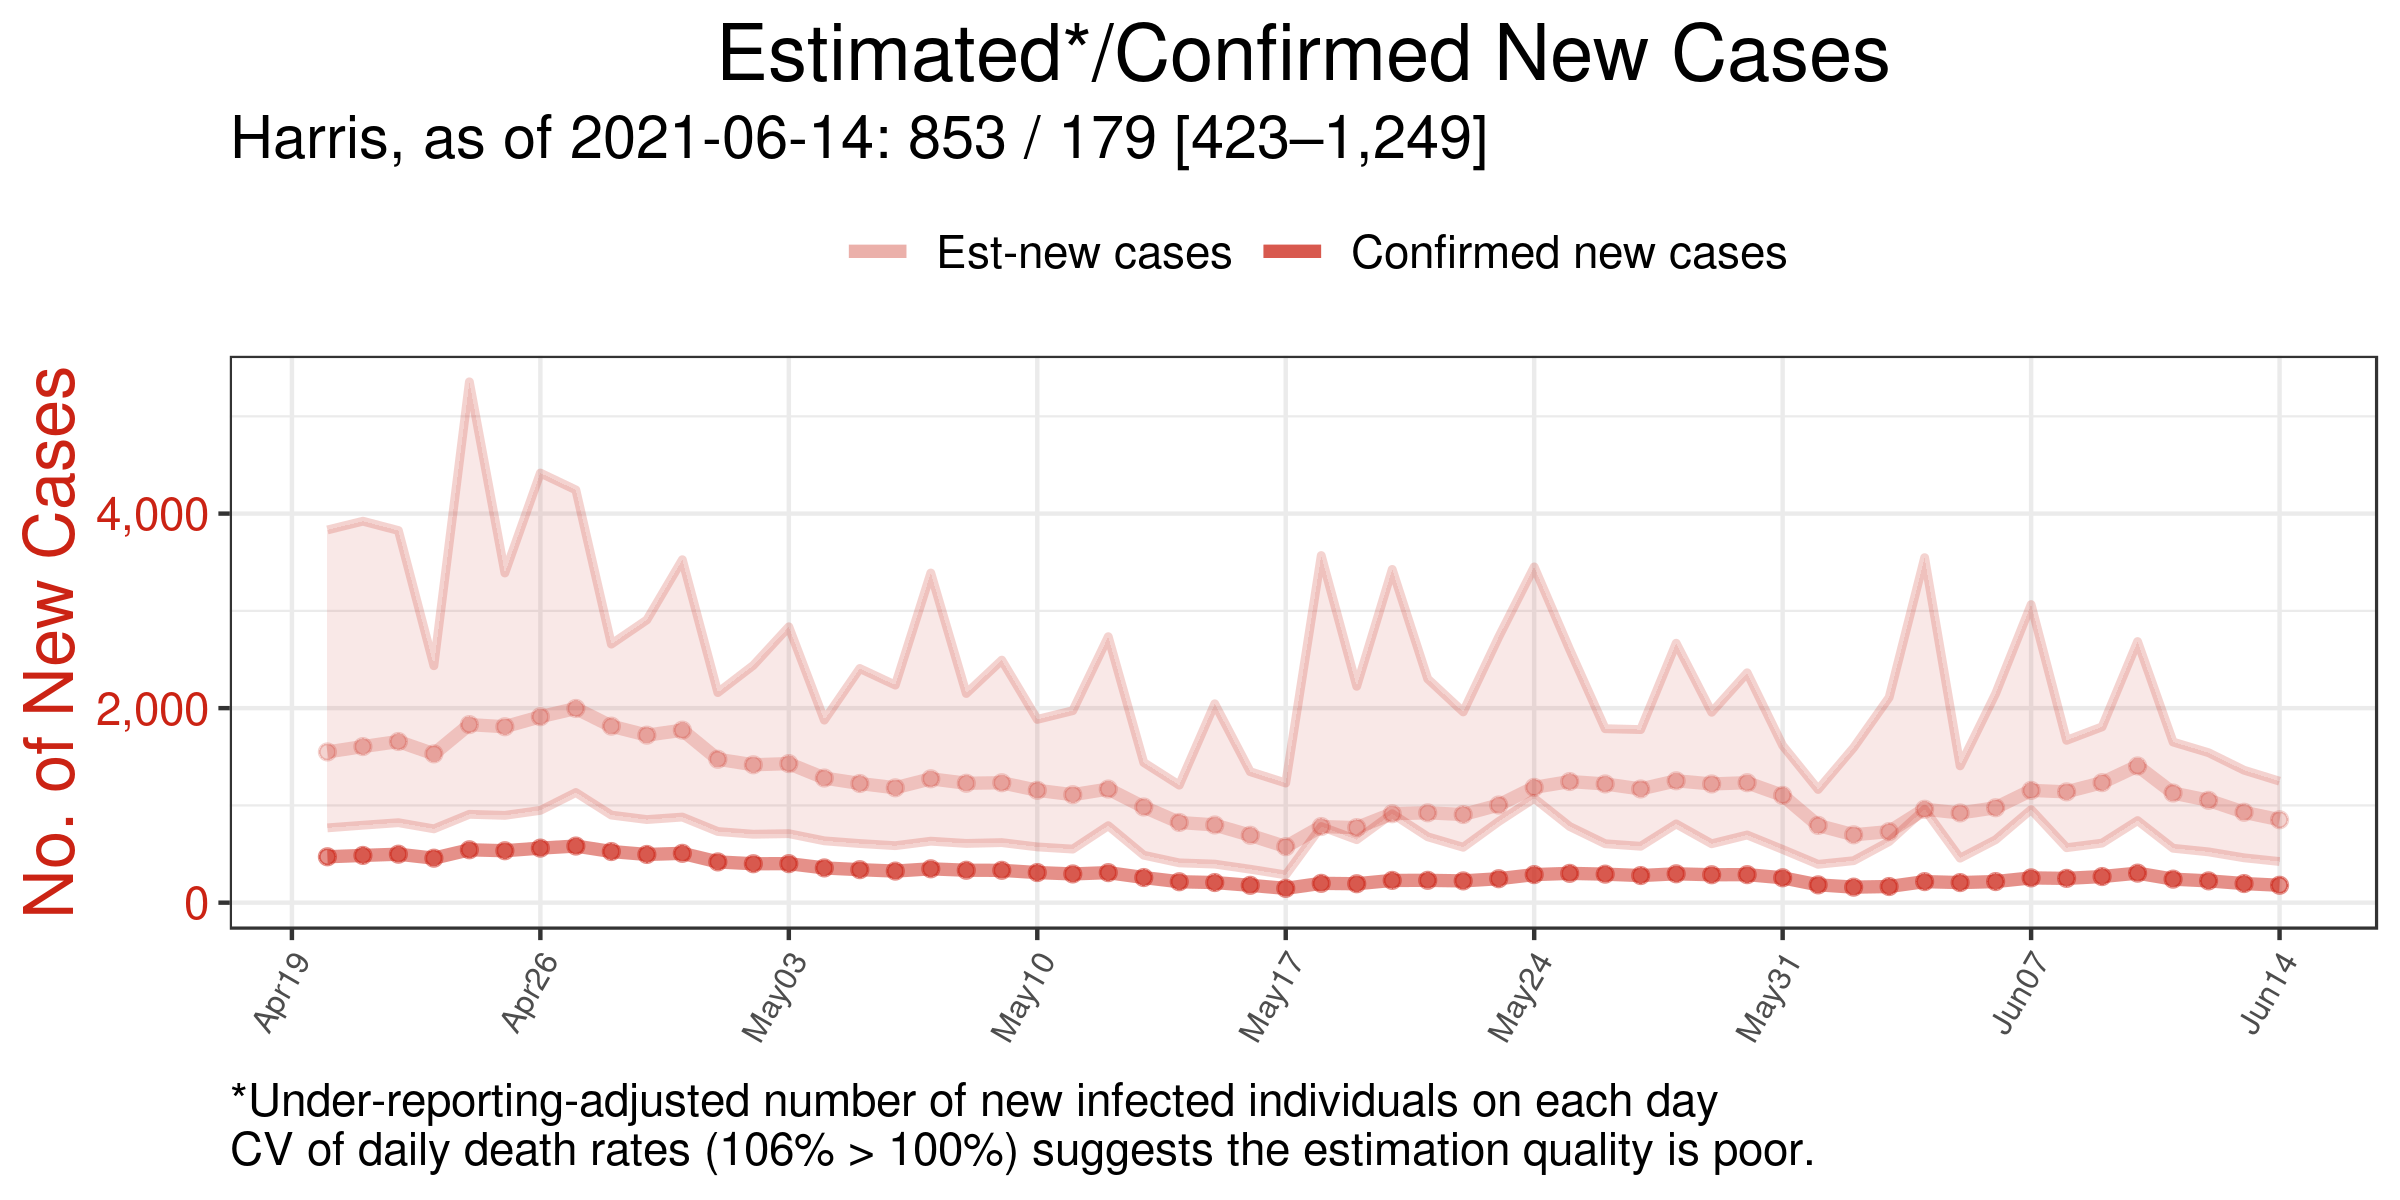 Estimated*/Confirmed New Cases
Harris, as of 2021-06-14: 853 / 179 [423–1,249]
Est-new cases Confirmed new cases
No. of New Cases
4,000
2,000
0
Apr19 Apr26 May03 May10 May17 May24 May31 Jun07 Jun14
*Under-reporting-adjusted number of new infected individuals on each day
CV of daily death rates (106% > 100%) suggests the estimation quality is poor.